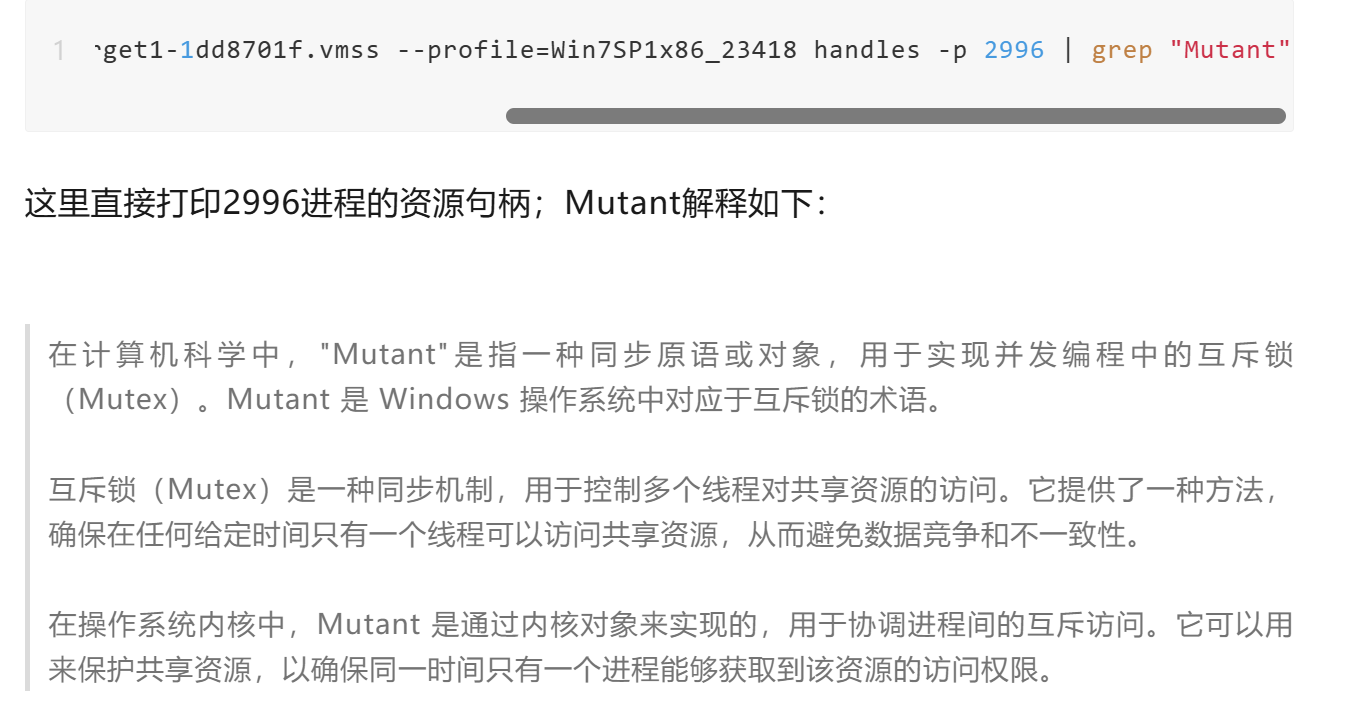 1 rget1-1dd8701f.vmss --profile=Win7SP1x86_23418 handles -p 2996 | grep "Mutant"
这里直接打印2996进程的资源句柄；Mutant解释如下：
在计算机科学中，"Mutant"是指一种同步原语或对象，用于实现并发编程中的互斥锁
（Mutex）。Mutant 是 Windows 操作系统中对应于互斥锁的术语。
互斥锁（Mutex）是一种同步机制，用于控制多个线程对共享资源的访问。它提供了一种方法，
确保在任何给定时间只有一个线程可以访问共享资源，从而避免数据竞争和不一致性。
在操作系统内核中，Mutant 是通过内核对象来实现的，用于协调进程间的互斥访问。它可以用
来保护共享资源，以确保同一时间只有一个进程能够获取到该资源的访问权限。